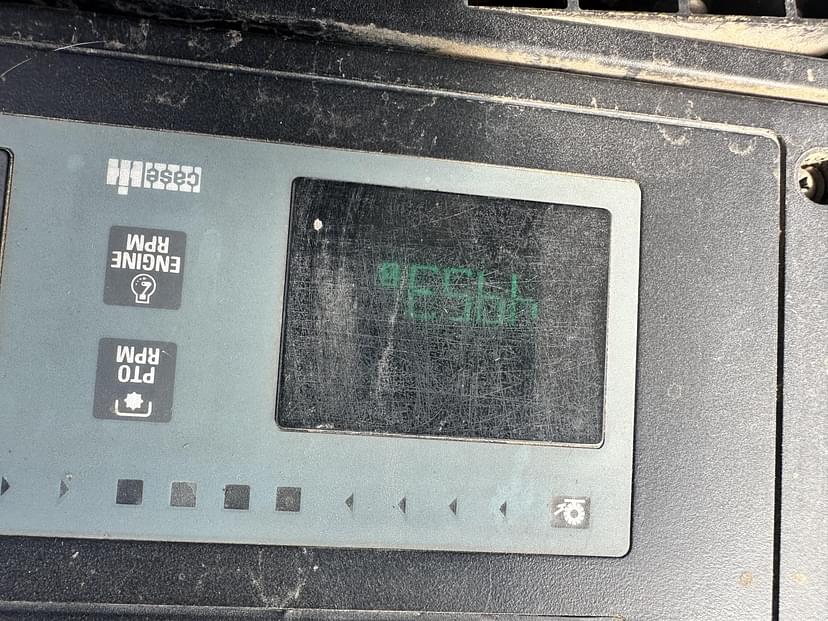 4953
PTO
RPM
ENGINE
RPM
CASE IH